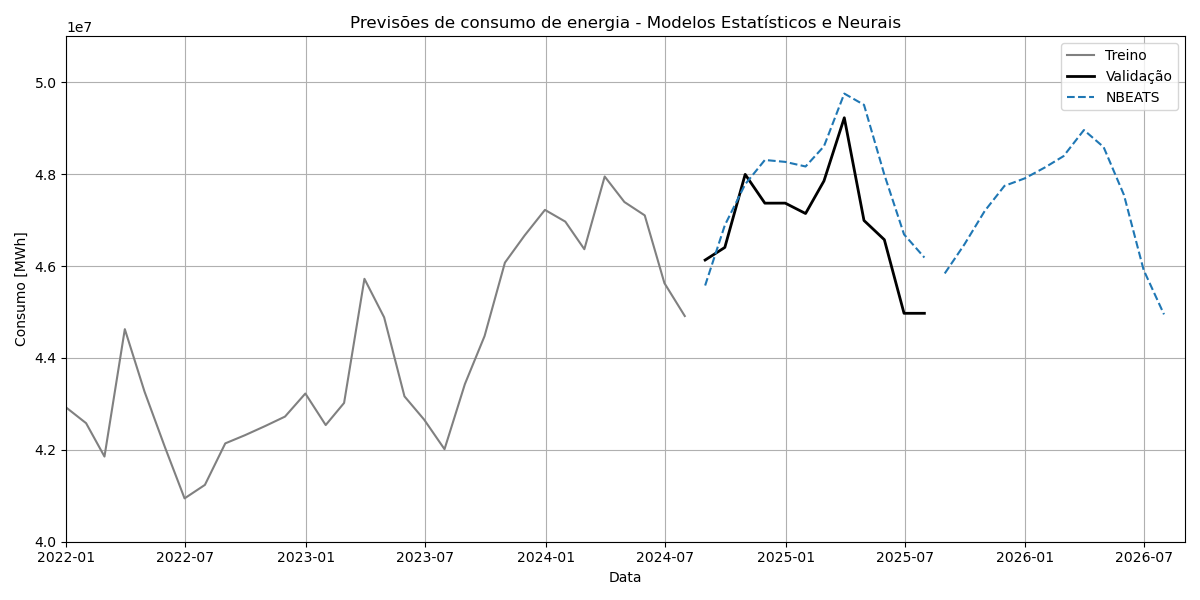 Previsões de consumo de energia - Modelos Estatísticos e Neurais
1e7
Treino
Validação
NBEATS
5.0
4.8
4.6
4.4
4.2
4.0
Consumo [MWh]
2022-01 2022-07 2023-01 2023-07 2024-01 2024-07 2025-01 2025-07 2026-01 2026-07
Data